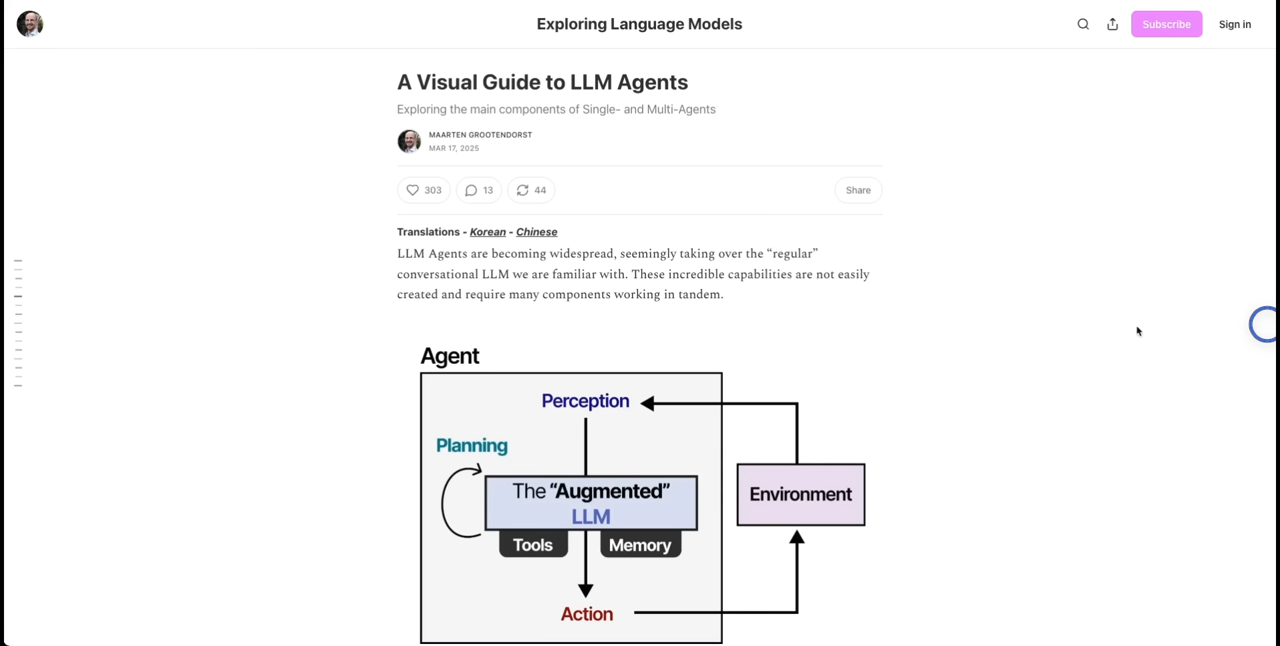 Exploring Language Models
Subscribe
Sign in
A Visual Guide to LLM Agents
Exploring the main components of Single- and Multi-Agents
MAARTEN GROOTENDORST
MAR 17, 2025
303
13
44
Share
Translations - Korean - Chinese
LLM Agents are becoming widespread, seemingly taking over the “regular”
conversational LLM we are familiar with. These incredible capabilities are not easily
created and require many components working in tandem.
Agent
Perception
Planning
The “Augmented”
LLM
Tools
Memory
Action
Environment